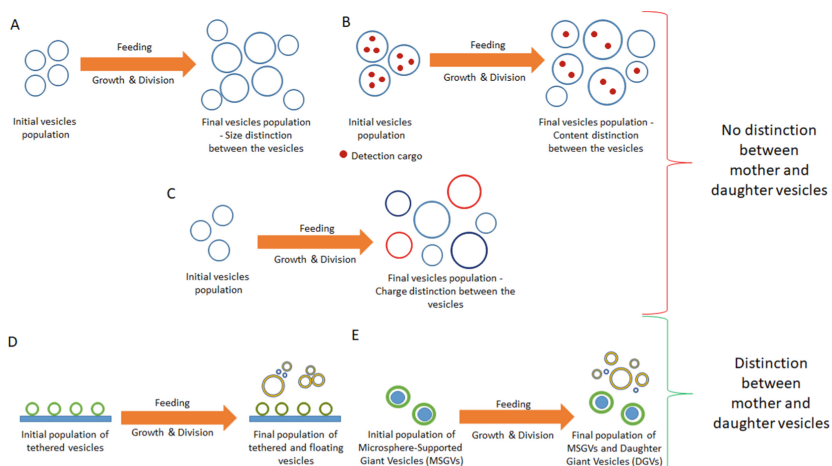 A
Feeding
Growth & Division
Initial vesicles
population
Final vesicles population
- Size distinction
between the vesicles
B
Feeding
Growth & Division
Initial vesicles
population
Detection cargo
Final vesicles population -
Content distinction
between the vesicles
No distinction
between
mother and
daughter vesicles
C
Feeding
Growth & Division
Initial vesicles
population
Final vesicles population -
Charge distinction between the
vesicles
D
Feeding
Growth & Division
Initial population of
tethered vesicles
Final population of
tethered and floating
vesicles
E
Feeding
Growth & Division
Initial population of
Microsphere-Supported
Giant Vesicles (MSGVs)
Final population of
MSGVs and Daughter
Giant Vesicles (DGVs)
Distinction
between
mother and
daughter vesicles